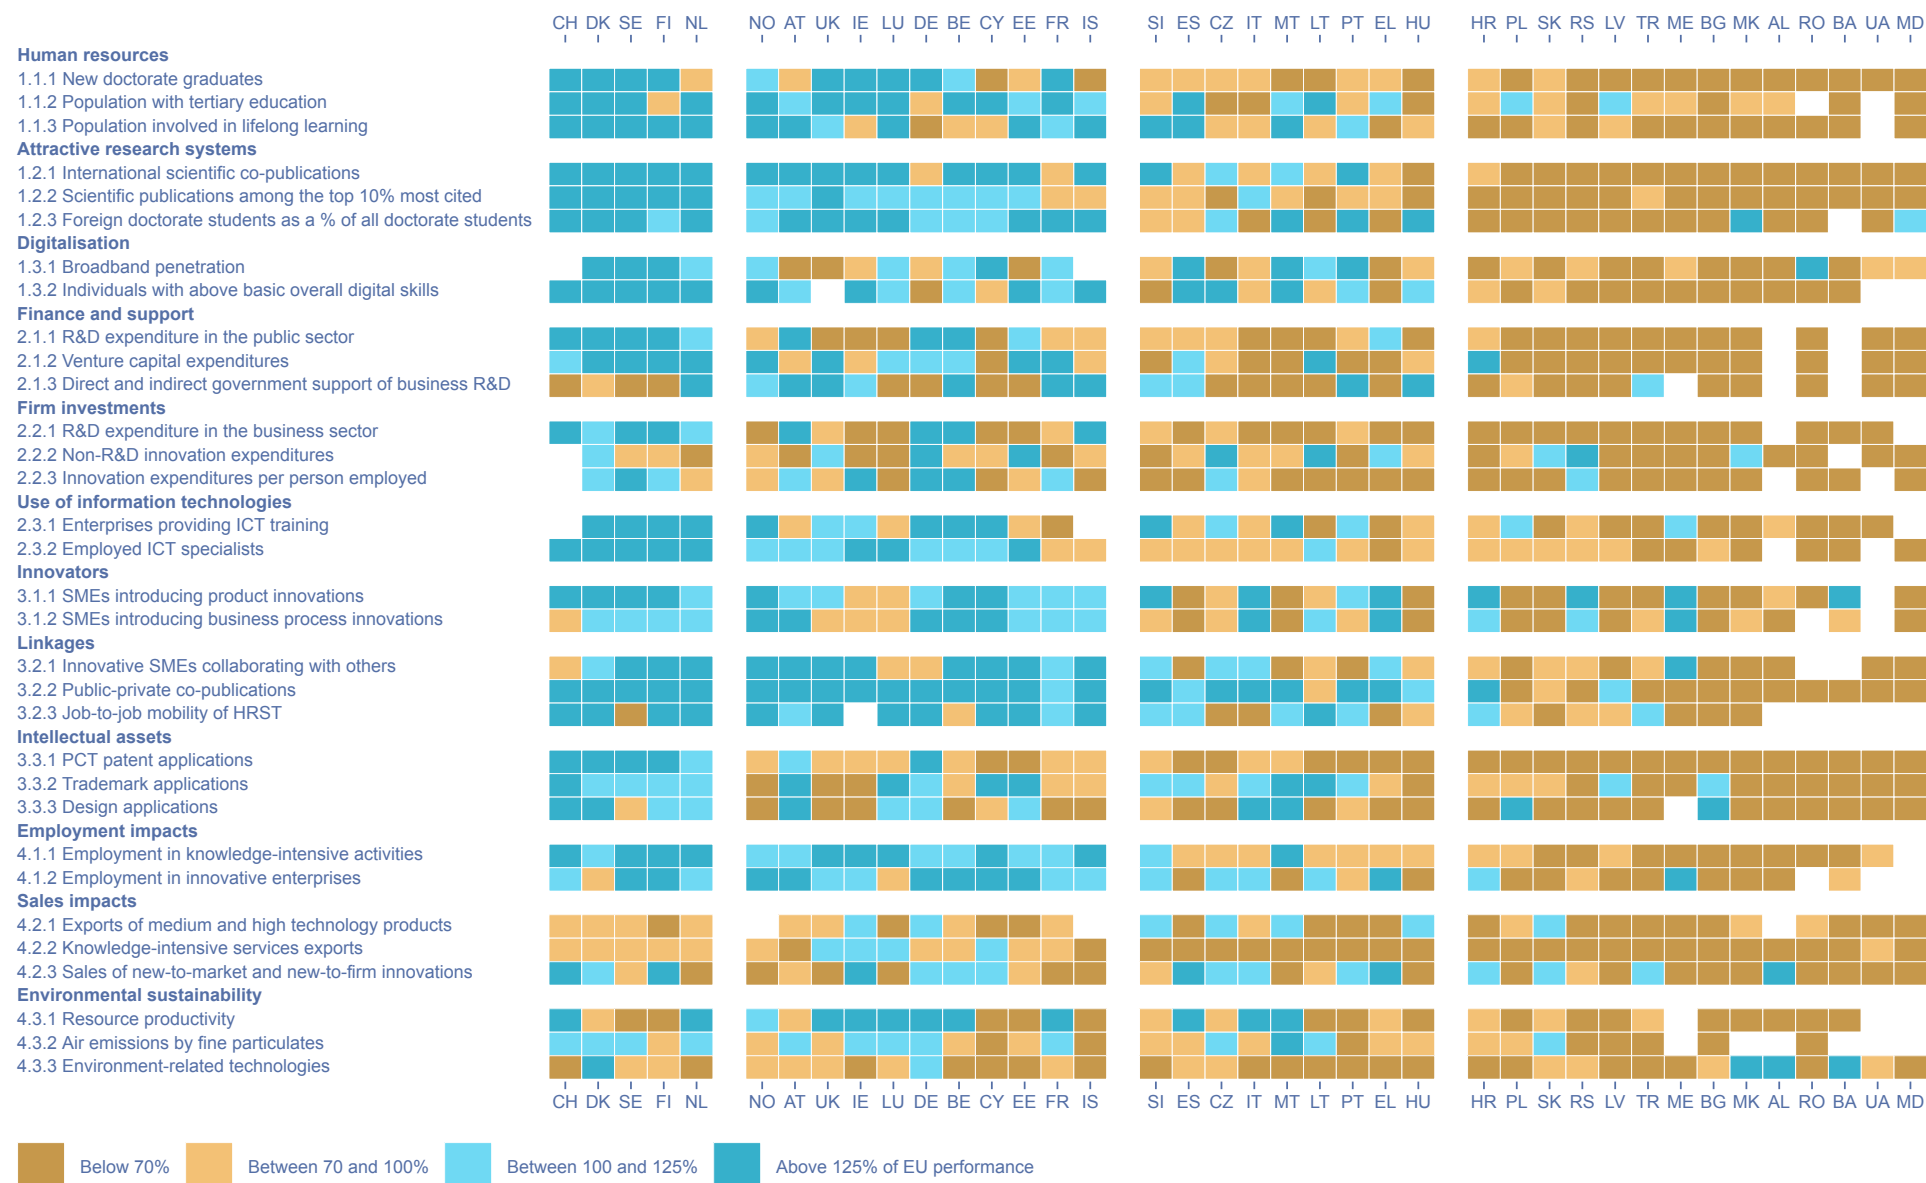 CH DK SE FI NL NO AT UK IE LU DE BE CY EE FR IS SI ES CZ IT MT LT PT EL HU HR PL SK RS LV TR ME BG MK AL RO BA UA MD
Human resources
1.1.1 New doctorate graduates
1.1.2 Population with tertiary education
1.1.3 Population involved in lifelong learning
Attractive research systems
1.2.1 International scientific co-publications
1.2.2 Scientific publications among the top 10% most cited
1.2.3 Foreign doctorate students as a % of all doctorate students
Digitalisation
1.3.1 Broadband penetration
1.3.2 Individuals with above basic overall digital skills
Finance and support
2.1.1 R&D expenditure in the public sector
2.1.2 Venture capital expenditures
2.1.3 Direct and indirect government support of business R&D
Firm investments
2.2.1 R&D expenditure in the business sector
2.2.2 Non-R&D innovation expenditures
2.2.3 Innovation expenditures per person employed
Use of information technologies
2.3.1 Enterprises providing ICT training
2.3.2 Employed ICT specialists
Innovators
3.1.1 SMEs introducing product innovations
3.1.2 SMEs introducing business process innovations
Linkages
3.2.1 Innovative SMEs collaborating with others
3.2.2 Public-private co-publications
3.2.3 Job-to-job mobility of HRST
Intellectual assets
3.3.1 PCT patent applications
3.3.2 Trademark applications
3.3.3 Design applications
Employment impacts
4.1.1 Employment in knowledge-intensive activities
4.1.2 Employment in innovative enterprises
Sales impacts
4.2.1 Exports of medium and high technology products
4.2.2 Knowledge-intensive services exports
4.2.3 Sales of new-to-market and new-to-firm innovations
Environmental sustainability
4.3.1 Resource productivity
4.3.2 Air emissions by fine particulates
4.3.3 Environment-related technologies
CH DK SE FI NL NO AT UK IE LU DE BE CY EE FR IS SI ES CZ IT MT LT PT EL HU HR PL SK RS LV TR ME BG MK AL RO BA UA MD
Below 70% Between 70 and 100% Between 100 and 125% Above 125% of EU performance